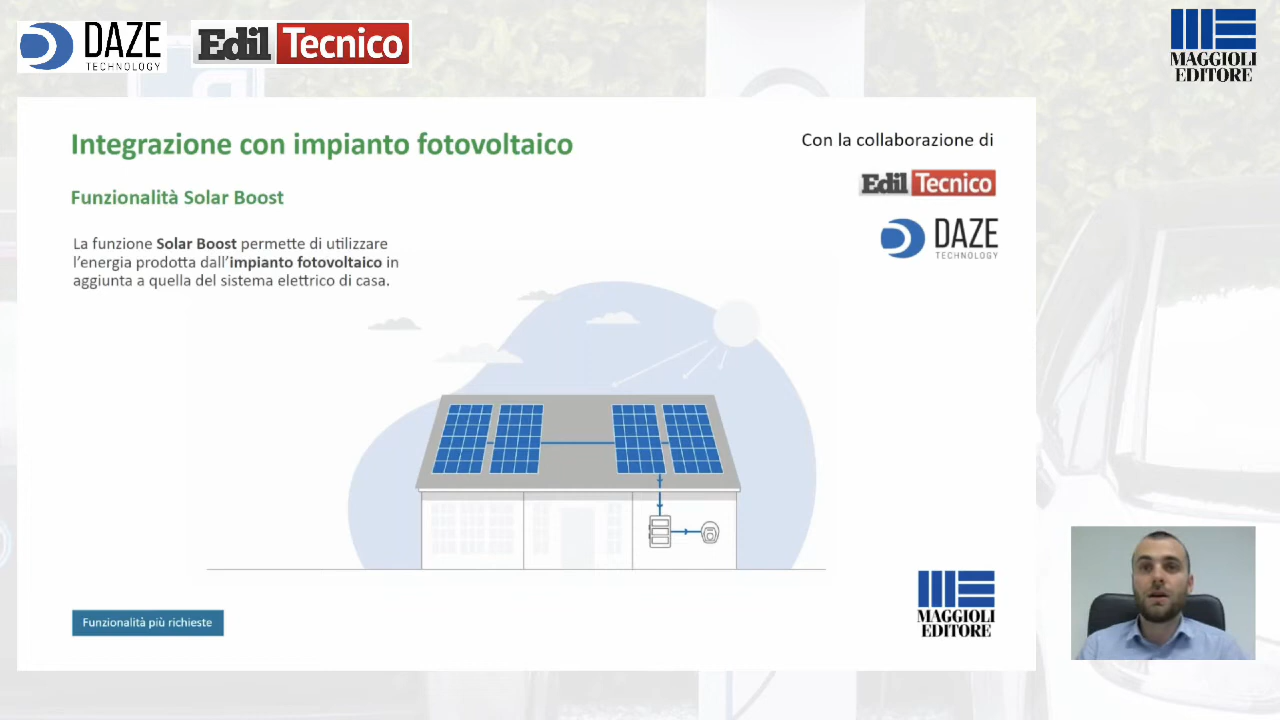 DAZE
TECHNOLOGY
Edil Tecnico
MAGGIOLI
EDITORE
Integrazione con impianto fotovoltaico
Con la collaborazione di
Edil Tecnico
Funzionalità Solar Boost
DAZE
TECHNOLOGY
La funzione Solar Boost permette di utilizzare
l'energia prodotta dall'impianto fotovoltaico in
aggiunta a quella del sistema elettrico di casa.
MAGGIOLI
EDITORE
Funzionalità più richieste